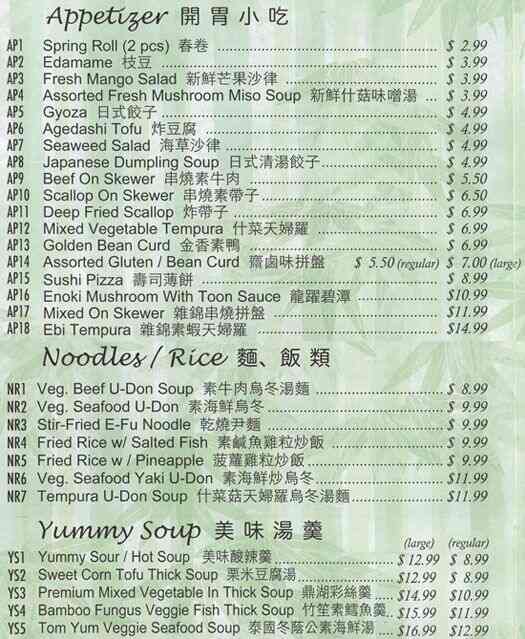 Appetizer 開胃小吃
AP1 Spring Roll (2 pcs) 春卷 $ 2.99
AP2 Edamame 枝豆 $ 3.99
AP3 Fresh Mango Salad 新鮮芒果沙律 $ 3.99
AP4 Assorted Fresh Mushroom Miso Soup 新鮮什菇味噌湯 $ 3.99
AP5 Gyoza 日式餃子 $ 4.99
AP6 Agedashi Tofu 炸豆腐 $ 4.99
AP7 Seaweed Salad 海草沙律 $ 4.99
AP8 Japanese Dumpling Soup 日式清湯餃子 $ 4.99
AP9 Beef On Skewer 串燒素牛肉 $ 5.50
AP10 Scallop On Skewer 串燒素帶子 $ 6.50
AP11 Deep Fried Scallop 炸帶子 $ 6.99
AP12 Mixed Vegetable Tempura 什菜天婦羅 $ 6.99
AP13 Golden Bean Curd 金香素鴨 $ 6.99
AP14 Assorted Gluten / Bean Curd 齋鹵味拼盤 $ 5.50 (regular) $ 7.00 (large)
AP15 Sushi Pizza 壽司薄餅 $ 8.99
AP16 Enoki Mushroom With Toon Sauce 龍躍碧潭 $10.99
AP17 Mixed On Skewer 雜錦串燒拼盤 $11.99
AP18 Ebi Tempura 雜錦素蝦天婦羅 $14.99
Noodles / Rice 麵、飯類
NR1 Veg. Beef U-Don Soup 素牛肉烏冬湯麵 $ 8.99
NR2 Veg. Seafood U-Don 素海鮮烏冬 $ 9.99
NR3 Stir-Fried E-Fu Noodle 乾燒尹麵 $ 9.99
NR4 Fried Rice w/ Salted Fish 素鹹魚雞粒炒飯 $ 9.99
NR5 Fried Rice w / Pineapple 菠蘿雞粒炒飯 $ 9.99
NR6 Veg. Seafood Yaki U-Don 素海鮮炒烏冬 $11.99
NR7 Tempura U-Don Soup 什菜菇天婦羅烏冬湯麵 $11.99
Yummy Soup 美味湯羹
(large) (regular)
YS1 Yummy Sour / Hot Soup 美味酸辣羹 $ 12.99 $ 8.99
YS2 Sweet Corn Tofu Thick Soup 栗米豆腐湯 $12.99 $ 8.99
YS3 Premium Mixed Vegetable In Thick Soup 鼎湖彩絲羹 $14.99 $10.99
YS4 Bamboo Fungus Veggie Fish Thick Soup 竹笙素鱈魚羹 $15.99 $11.99
YS5 Tom Yum Veggie Seafood Soup 泰國冬蔭公素海鮮湯 $16.99 $12.99